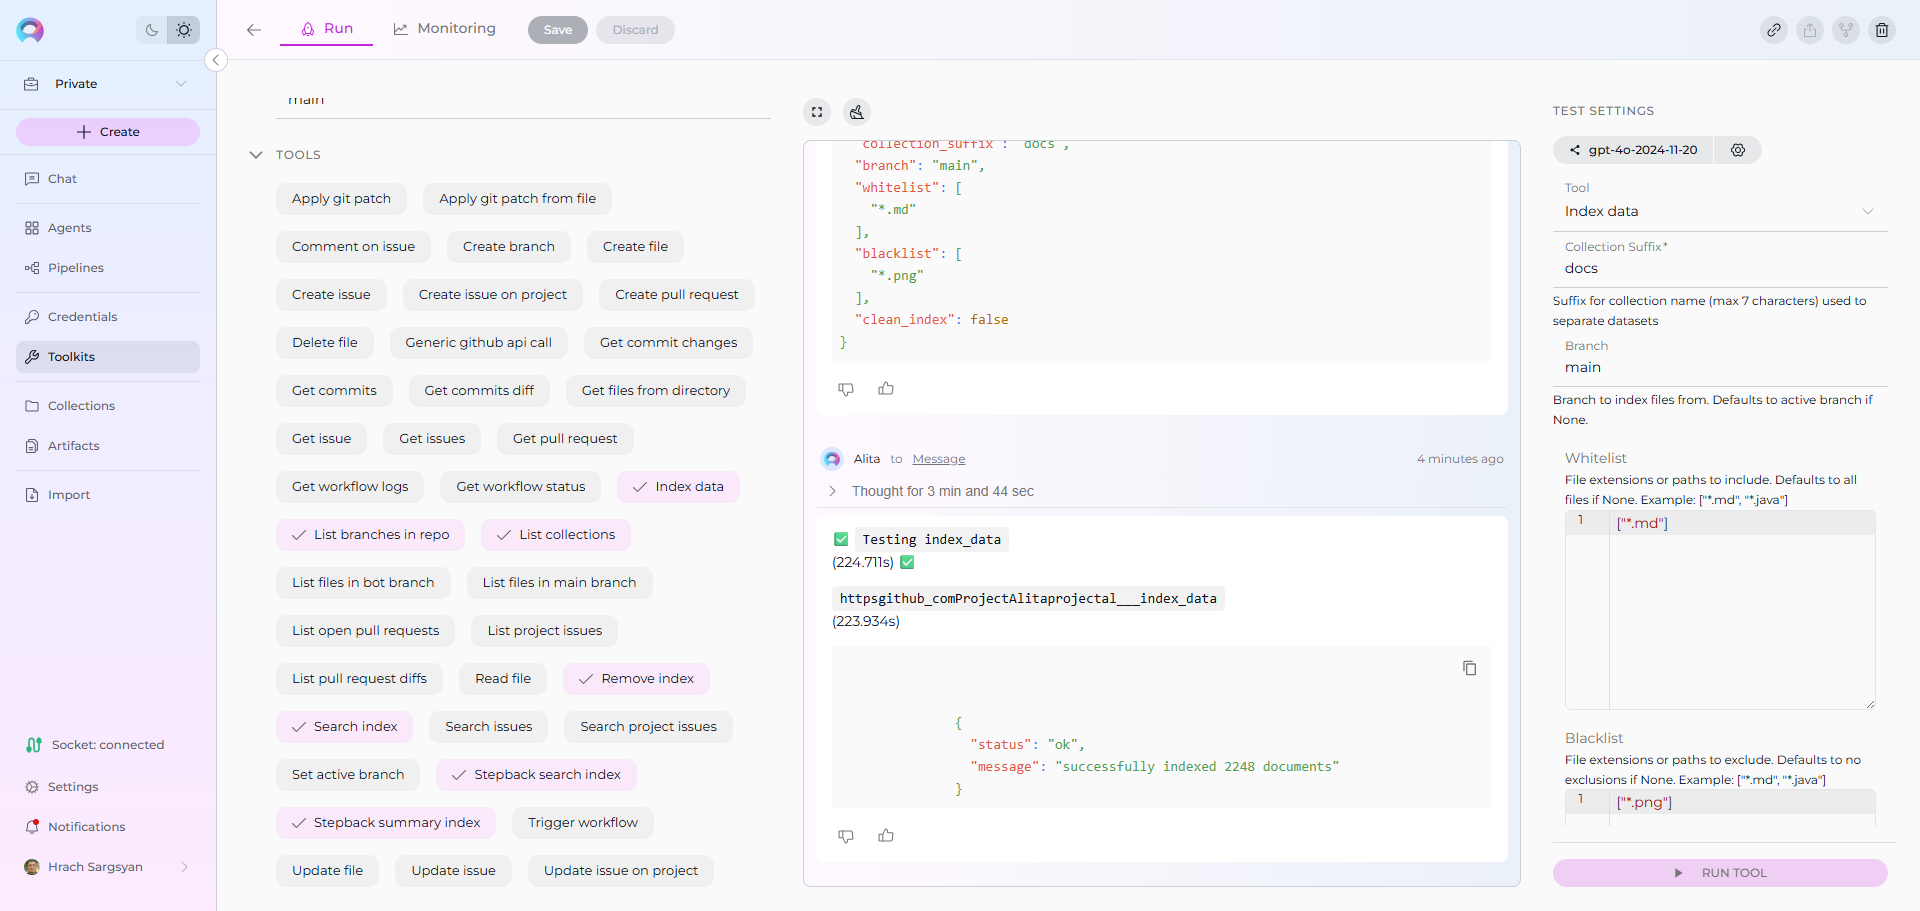 Private
Create
Chat
Agents
Pipelines
Credentials
Toolkits
Collections
Artifacts
Import
Socket: connected
Settings
Notifications
Hrach Sargsyan
Run
Monitoring
Save
Discard
main
TOOLS
Apply git patch
Apply git patch from file
Comment on issue
Create branch
Create file
Create issue
Create issue on project
Create pull request
Delete file
Generic github api call
Get commit changes
Get commits
Get commits diff
Get files from directory
Get issue
Get issues
Get pull request
Get workflow logs
Get workflow status
Index data
List branches in repo
List collections
List files in bot branch
List files in main branch
List open pull requests
List project issues
List pull request diffs
Read file
Remove index
Search index
Search issues
Search project issues
Set active branch
Stepback search index
Stepback summary index
Trigger workflow
Update file
Update issue
Update issue on project
"collection_suffix": "docs",
"branch": "main",
"whitelist": [
"*.md"
],
"blacklist": [
"*.png"
],
"clean_index": false
}
Alita to Message
4 minutes ago
Thought for 3 min and 44 sec
✅ Testing index_data
(224.711s) ✅
httpsgithub_comProjectAlitaprojectal___index_data
(223.934s)
{
"status": "ok",
"message": "successfully indexed 2248 documents"
}
TEST SETTINGS
gpt-4o-2024-11-20
Tool
Index data
Collection Suffix*
docs
Suffix for collection name (max 7 characters) used to
separate datasets
Branch
main
Branch to index files from. Defaults to active branch if
None.
Whitelist
File extensions or paths to include. Defaults to all
files if None. Example: ["*.md", "*.java"]
1 ["*.md"]
Blacklist
File extensions or paths to exclude. Defaults to no
exclusions if None. Example: ["*.md", "*.java"]
1 ["*.png"]
RUN TOOL